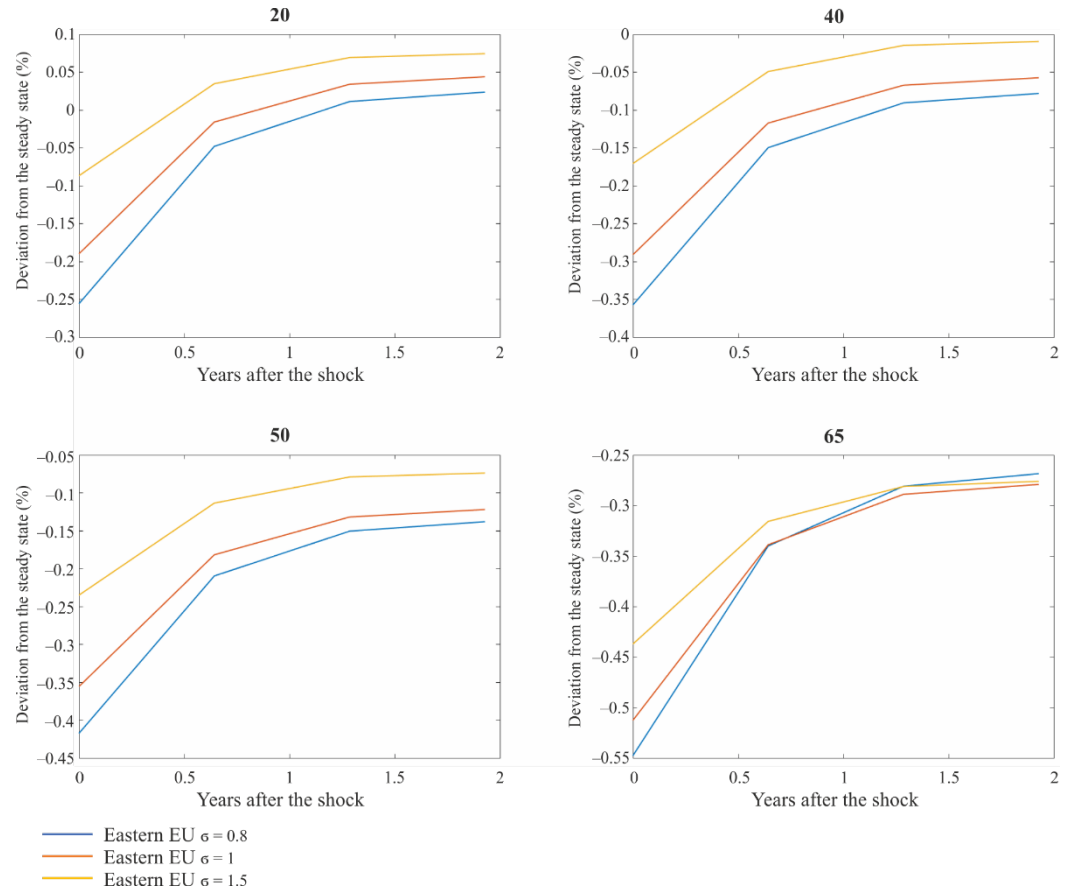 20
Deviation from the steady state (%)
0.1
0.05
0
–0.05
–0.1
–0.15
–0.2
–0.25
–0.3
0 0.5 1 1.5 2
Years after the shock
40
Deviation from the steady state (%)
0
–0.05
–0.1
–0.15
–0.2
–0.25
–0.3
–0.35
–0.4
0 0.5 1 1.5 2
Years after the shock
50
Deviation from the steady state (%)
–0.05
–0.1
–0.15
–0.2
–0.25
–0.3
–0.35
–0.4
–0.45
0 0.5 1 1.5 2
Years after the shock
65
Deviation from the steady state (%)
–0.25
–0.3
–0.35
–0.4
–0.45
–0.5
–0.55
0 0.5 1 1.5 2
Years after the shock
Eastern EU ϭ = 0.8
Eastern EU ϭ = 1
Eastern EU ϭ = 1.5